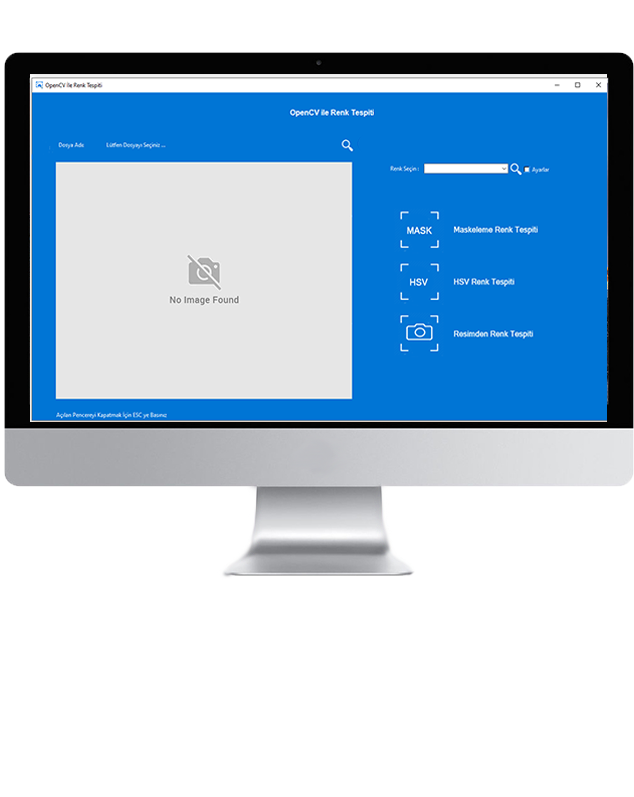 OpenCV ile Renk Tespiti
OpenCV ile Renk Tespiti
Dosya Adı:
Lütfen Dosyayı Seçiniz ...
Renk Seçin :
Ayarlar
MASK
Maskeleme Renk Tespiti
HSV
HSV Renk Tespiti
No Image Found
Resimden Renk Tespiti
Açılan Pencereyi Kapatmak İçin ESC ye Basınız